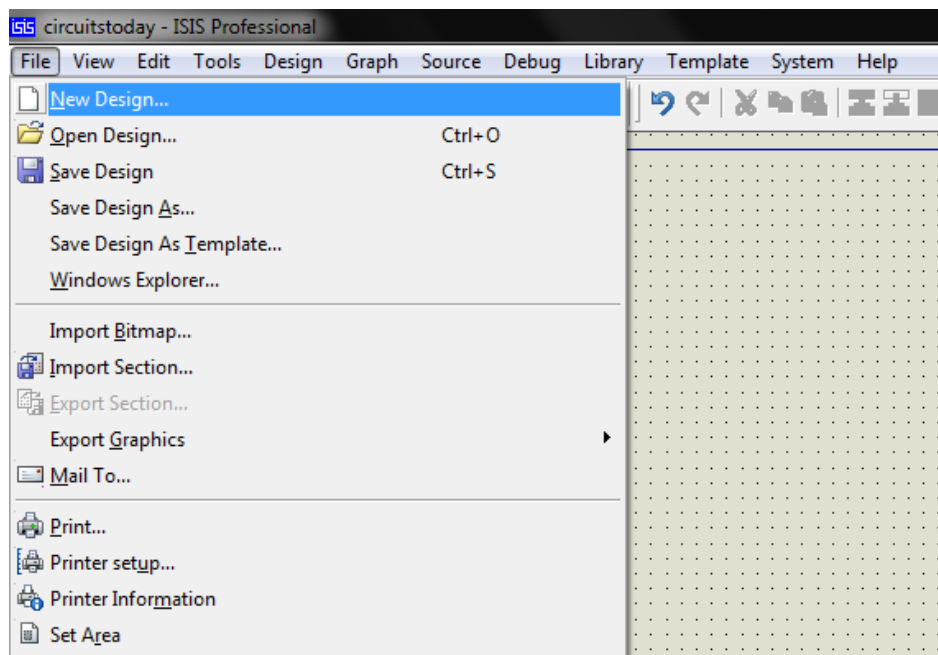 isis circuitstoday - ISIS Professional
File View Edit Tools Design Graph Source Debug Library Template System Help
New Design...
Open Design... Ctrl+O
Save Design Ctrl+S
Save Design As...
Save Design As Template...
Windows Explorer...
Import Bitmap...
Import Section...
Export Section...
Export Graphics
Mail To...
Print...
Printer setup...
Printer Information
Set Area